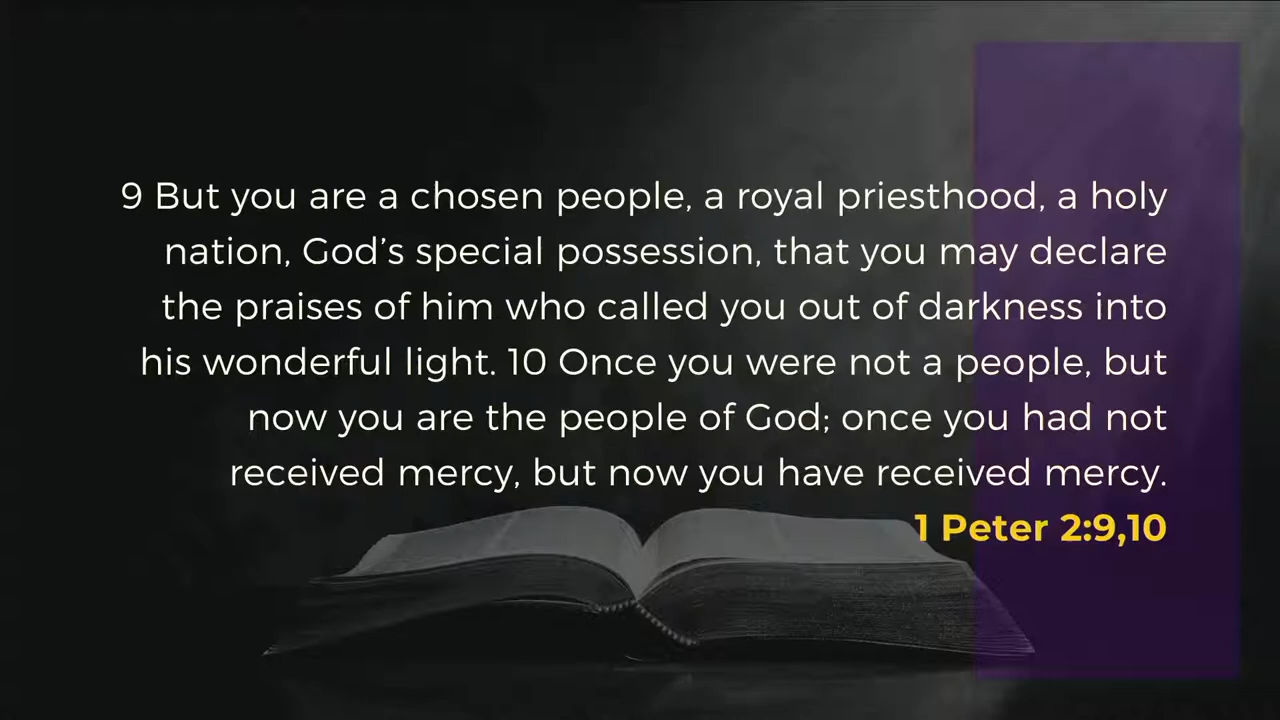 9 But you are a chosen people, a royal priesthood, a holy
nation, God’s special possession, that you may declare
the praises of him who called you out of darkness into
his wonderful light. 10 Once you were not a people, but
now you are the people of God; once you had not
received mercy, but now you have received mercy.
1 Peter 2:9,10